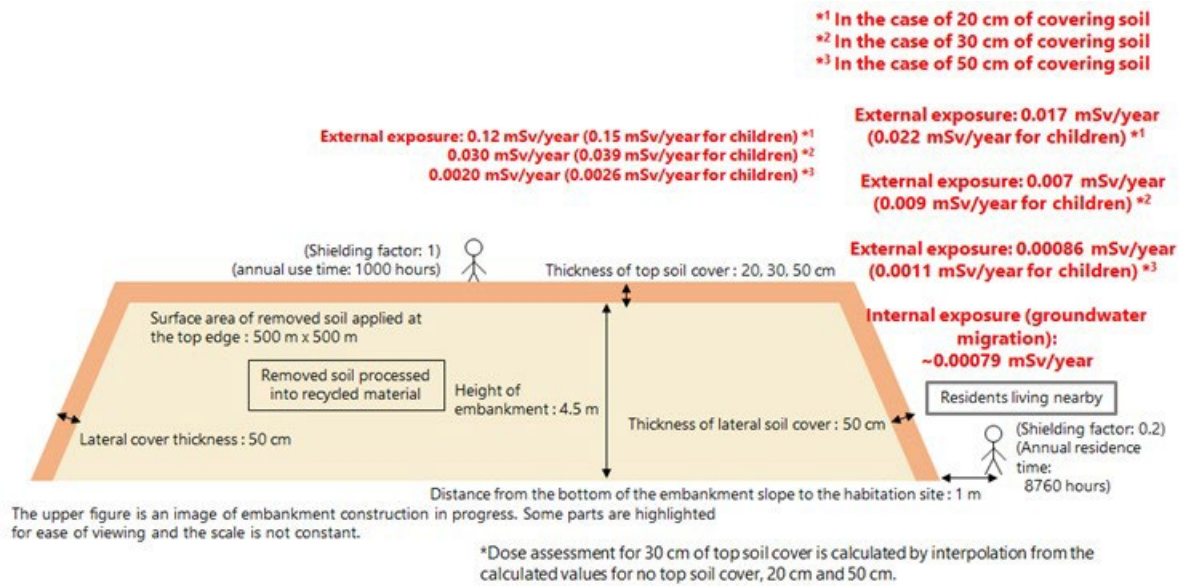 *1 In the case of 20 cm of covering soil
*2 In the case of 30 cm of covering soil
*3 In the case of 50 cm of covering soil
External exposure: 0.12 mSv/year (0.15 mSv/year for children) *1
0.030 mSv/year (0.039 mSv/year for children) *2
0.0020 mSv/year (0.0026 mSv/year for children) *3
External exposure: 0.017 mSv/year
(0.022 mSv/year for children) *1
External exposure: 0.007 mSv/year
(0.009 mSv/year for children) *2
External exposure: 0.00086 mSv/year
(0.0011 mSv/year for children) *3
Internal exposure (groundwater
migration):
~0.00079 mSv/year
(Shielding factor: 1)
(annual use time: 1000 hours)
Thickness of top soil cover : 20, 30, 50 cm
Surface area of removed soil applied at
the top edge : 500 m x 500 m
Removed soil processed
into recycled material
Height of
embankment : 4.5 m
Lateral cover thickness : 50 cm
Thickness of lateral soil cover : 50 cm
Residents living nearby
(Shielding factor: 0.2)
(Annual residence
time:
8760 hours)
Distance from the bottom of the embankment slope to the habitation site : 1 m
The upper figure is an image of embankment construction in progress. Some parts are highlighted
for ease of viewing and the scale is not constant.
*Dose assessment for 30 cm of top soil cover is calculated by interpolation from the
calculated values for no top soil cover, 20 cm and 50 cm.